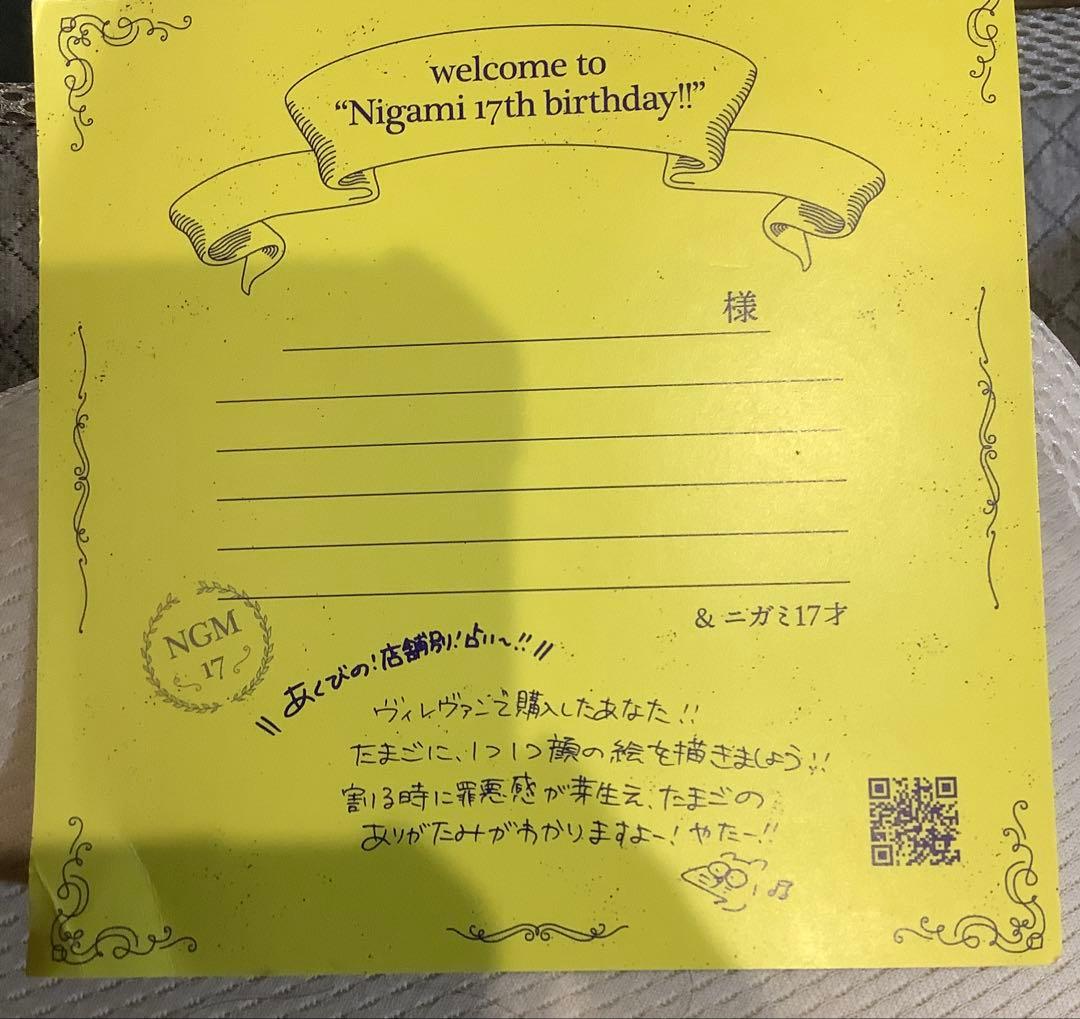 welcome to
“Nigami 17th birthday!!”
様
& ニガミ17才
NGM
17
\\ あくびの!店舗別!占い~!! //
ヴィレヴァンで購入したあなた!!
たまごに、1つ1つ顔の絵を描きましょう!!
割る時に罪悪感が芽生え、たまごの
ありがたみがわかりますよー!やたー!!